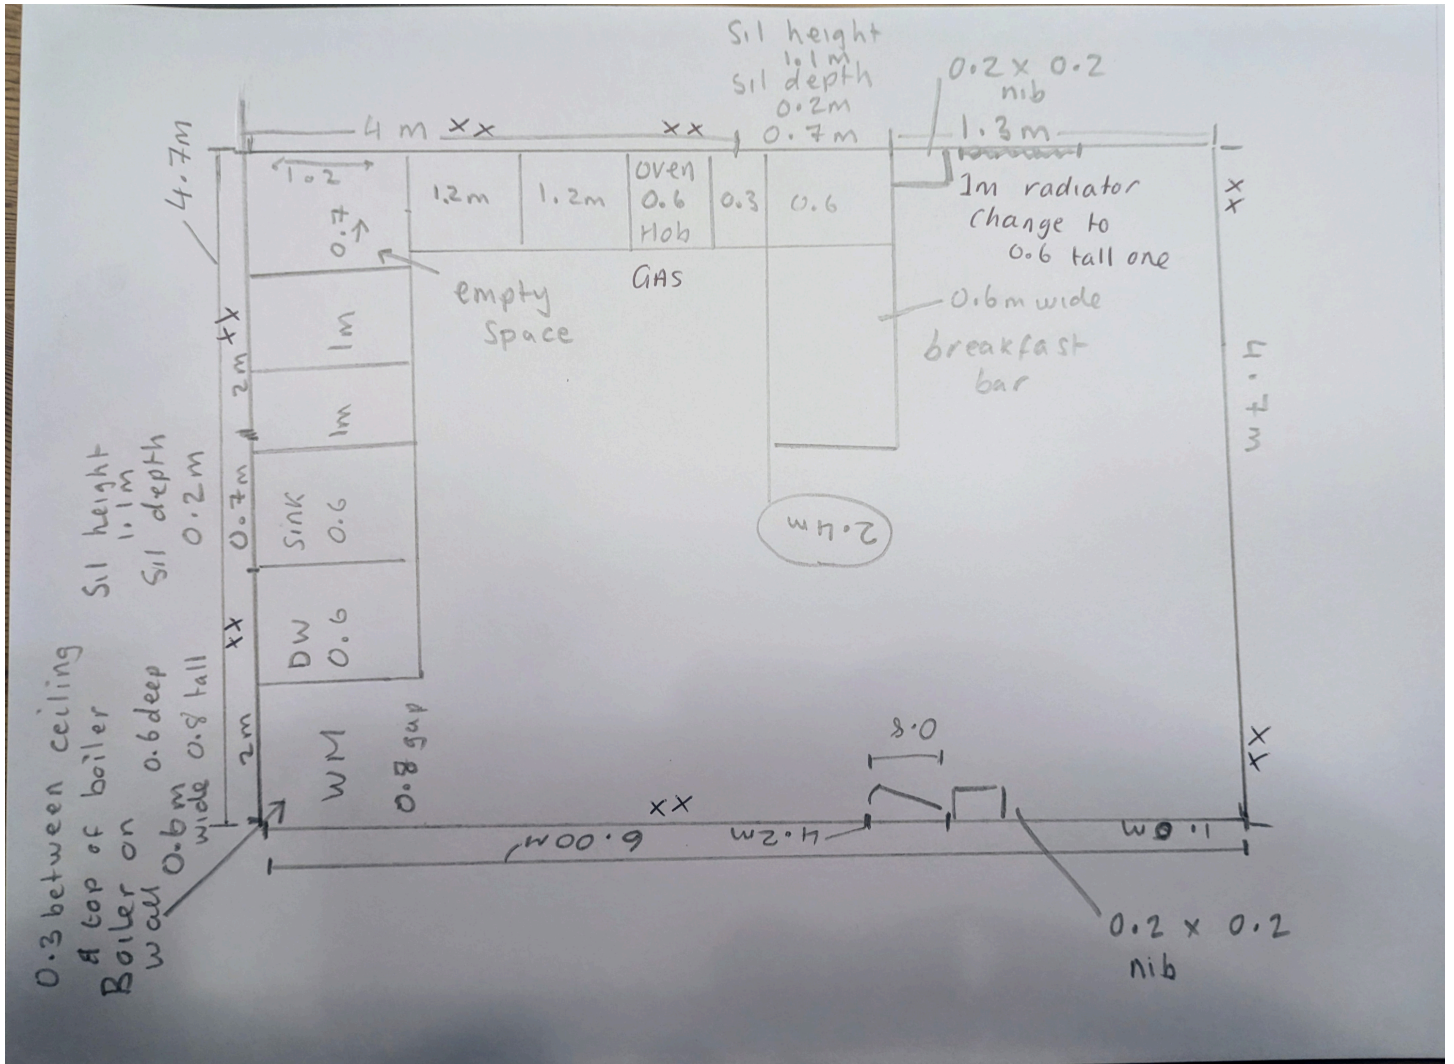 Sil height
1.1m
Sil depth
0.2m
0.7m
0.2 x 0.2
nib
1.3m
4m xx xx
4.7m
1.2
0.7
1.2m
1.2m
oven
0.6
Hob
0.3
0.6
GAS
empty
space
1m radiator
change to
0.6 tall one
0.6m wide
breakfast
bar
xx
4.7m
xx
2.4m
xx
2m
1m
1m
0.7m
Sink
0.6
Sil height
1.1m
Sil depth
0.2m
xx
DW
0.6
2m
WM
0.8 gap
0.3 between ceiling
& top of boiler
Boiler on 0.6 deep
wall 0.6m wide 0.8 tall
0.8
xx
4.2m
6.00m
1.0m
0.2 x 0.2
nib